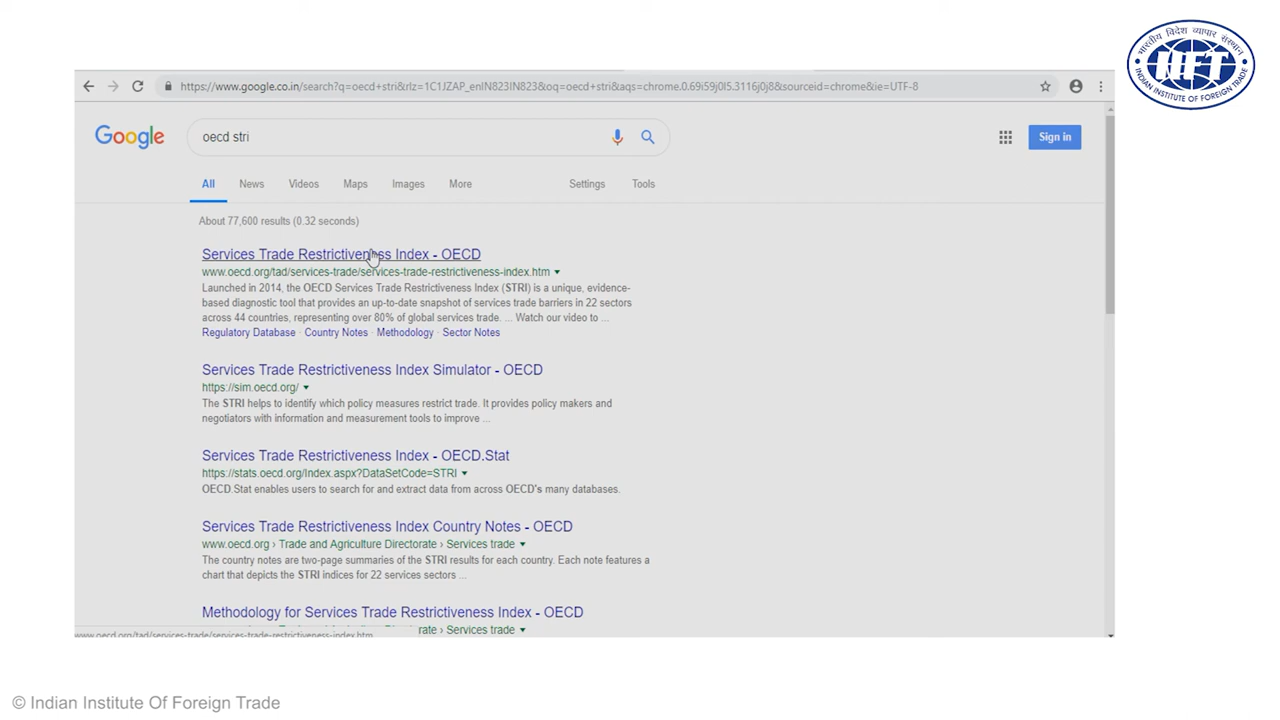 भारतीय विदेश व्यापार संस्थान
IIFT
INDIAN INSTITUTE OF FOREIGN TRADE
https://www.google.co.in/search?q=oecd+stri&rlz=1C1JZAP_enIN823IN823&oq=oecd+stri&aqs=chrome.0.69i59j0l5.3116j0j8&sourceid=chrome&ie=UTF-8
Google
oecd stri
Sign in
All News Videos Maps Images More Settings Tools
About 77,600 results (0.32 seconds)
Services Trade Restrictiveness Index - OECD
www.oecd.org/tad/services-trade/services-trade-restrictiveness-index.htm
Launched in 2014, the OECD Services Trade Restrictiveness Index (STRI) is a unique, evidence-
based diagnostic tool that provides an up-to-date snapshot of services trade barriers in 22 sectors
across 44 countries, representing over 80% of global services trade. ... Watch our video to ...
Regulatory Database · Country Notes · Methodology · Sector Notes
Services Trade Restrictiveness Index Simulator - OECD
https://sim.oecd.org/
The STRI helps to identify which policy measures restrict trade. It provides policy makers and
negotiators with information and measurement tools to improve ...
Services Trade Restrictiveness Index - OECD.Stat
https://stats.oecd.org/Index.aspx?DataSetCode=STRI
OECD.Stat enables users to search for and extract data from across OECD's many databases.
Services Trade Restrictiveness Index Country Notes - OECD
www.oecd.org › Trade and Agriculture Directorate › Services trade
The country notes are two-page summaries of the STRI results for each country. Each note features a
chart that depicts the STRI indices for 22 services sectors ...
Methodology for Services Trade Restrictiveness Index - OECD
rate › Services trade
www.oecd.org/tad/services-trade/services-trade-restrictiveness-index.htm
© Indian Institute Of Foreign Trade